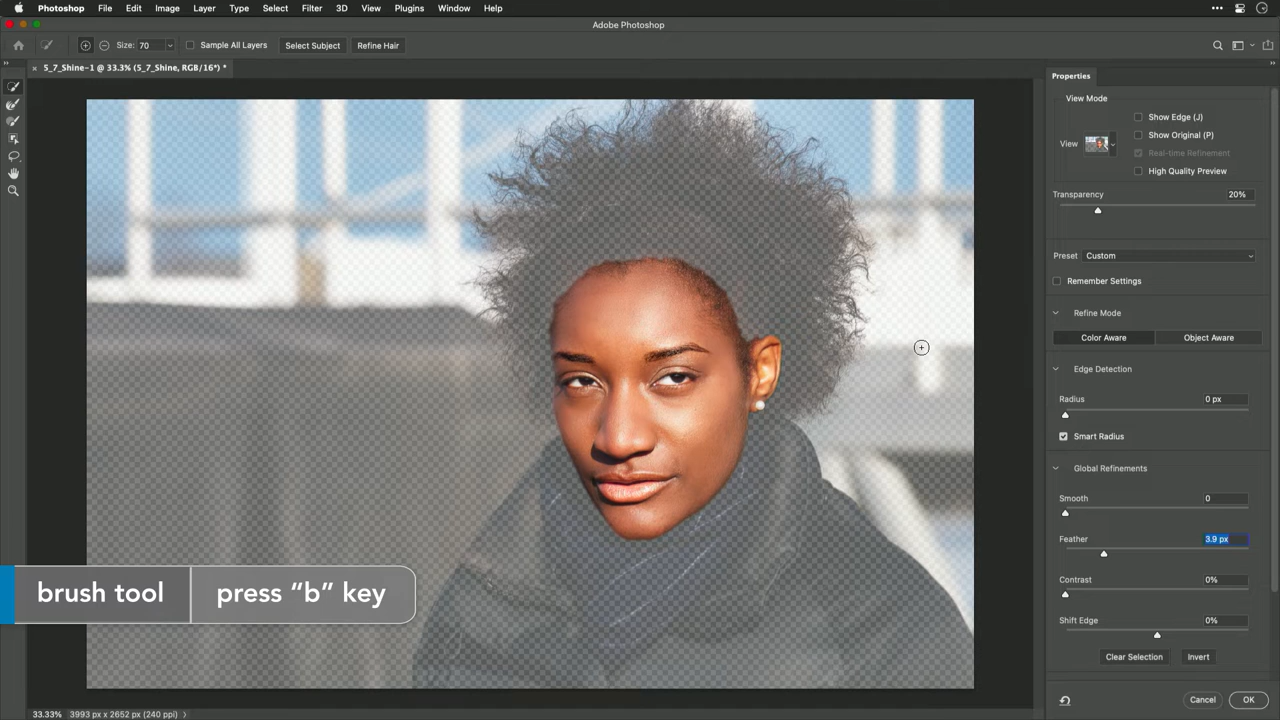 Photoshop File Edit Image Layer Type Select Filter 3D View Plugins Window Help
Adobe Photoshop
Size: 70 Sample All Layers Select Subject Refine Hair
5_7_Shine-1 @ 33.3% (5_7_Shine, RGB/16*) *
Properties
View Mode
Show Edge (J)
Show Original (P)
View
Real-time Refinement
High Quality Preview
Transparency 20%
Preset Custom
Remember Settings
Refine Mode
Color Aware Object Aware
Edge Detection
Radius 0 px
Smart Radius
Global Refinements
Smooth 0
Feather 3.9 px
Contrast 0%
Shift Edge 0%
Clear Selection Invert
Cancel OK
brush tool press “b” key
33.33% 3993 px x 2652 px (240 ppi)